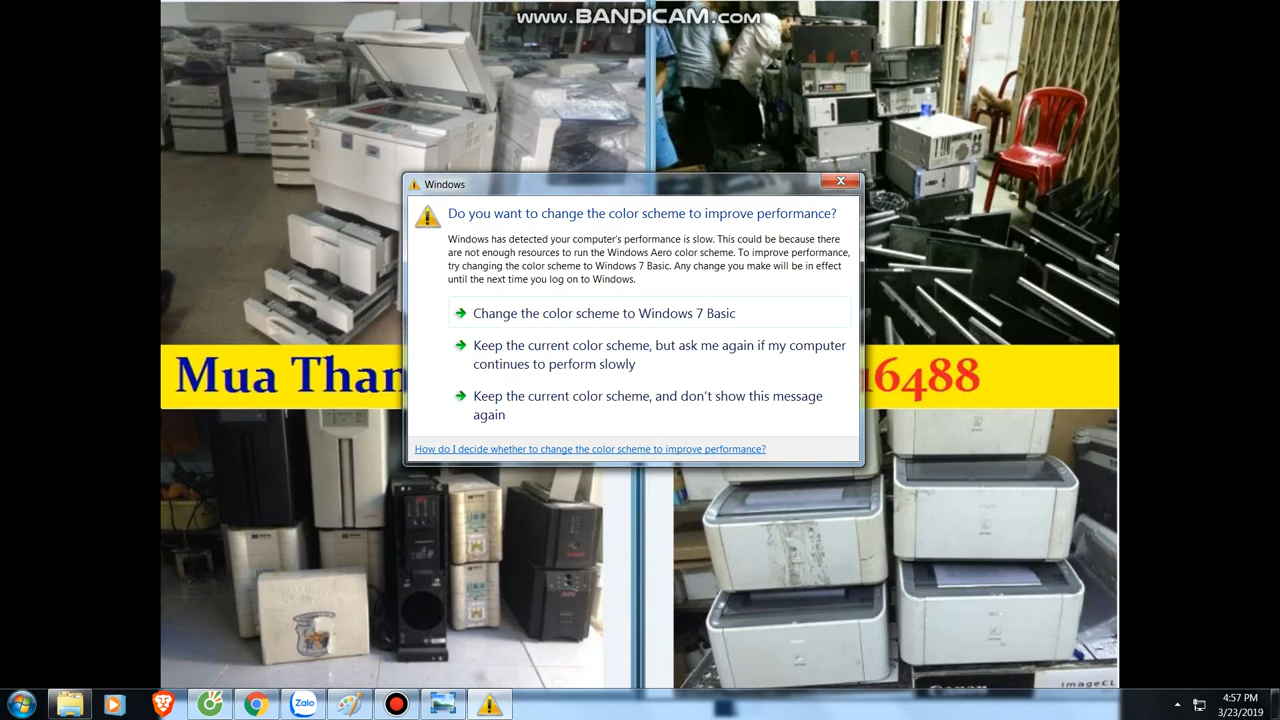 www.BANDICAM.com
Windows
Do you want to change the color scheme to improve performance?
Windows has detected your computer's performance is slow. This could be because there
are not enough resources to run the Windows Aero color scheme. To improve performance,
try changing the color scheme to Windows 7 Basic. Any change you make will be in effect
until the next time you log on to Windows.
Change the color scheme to Windows 7 Basic
Keep the current color scheme, but ask me again if my computer
continues to perform slowly
Keep the current color scheme, and don't show this message
again
Mua Than 16488
How do I decide whether to change the color scheme to improve performance?
Canon
imageCL
Zalo
4:57 PM
3/23/2019